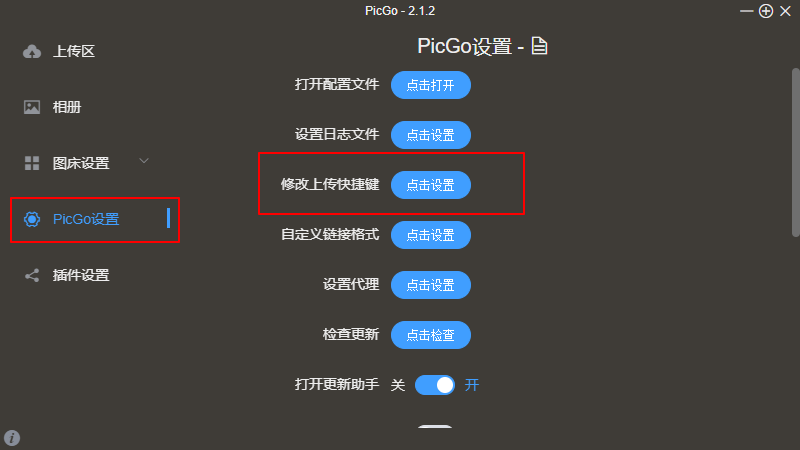 PicGo - 2.1.2
PicGo设置 -
上传区
相册
图床设置
PicGo设置
插件设置
打开配置文件 点击打开
设置日志文件 点击设置
修改上传快捷键 点击设置
自定义链接格式 点击设置
设置代理 点击设置
检查更新 点击检查
打开更新助手 关 开